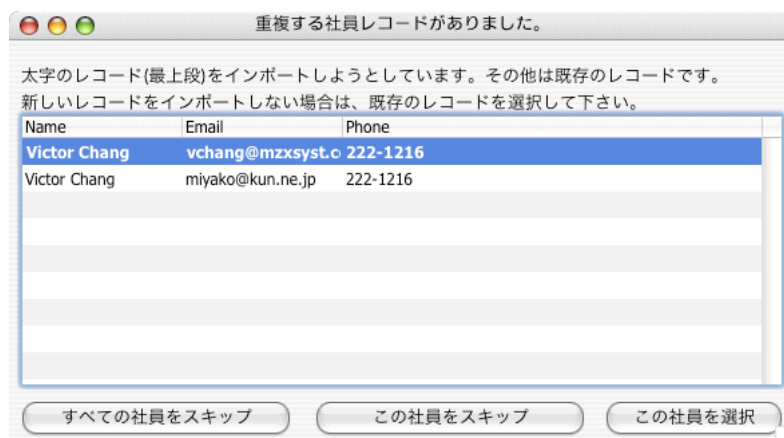 重複する社員レコードがありました。
太字のレコード(最上段)をインポートしようとしています。その他は既存のレコードです。
新しいレコードをインポートしない場合は、既存のレコードを選択して下さい。
Name Email Phone
Victor Chang vchang@mzxsyst.c 222-1216
Victor Chang miyako@kun.ne.jp 222-1216
すべての社員をスキップ この社員をスキップ この社員を選択